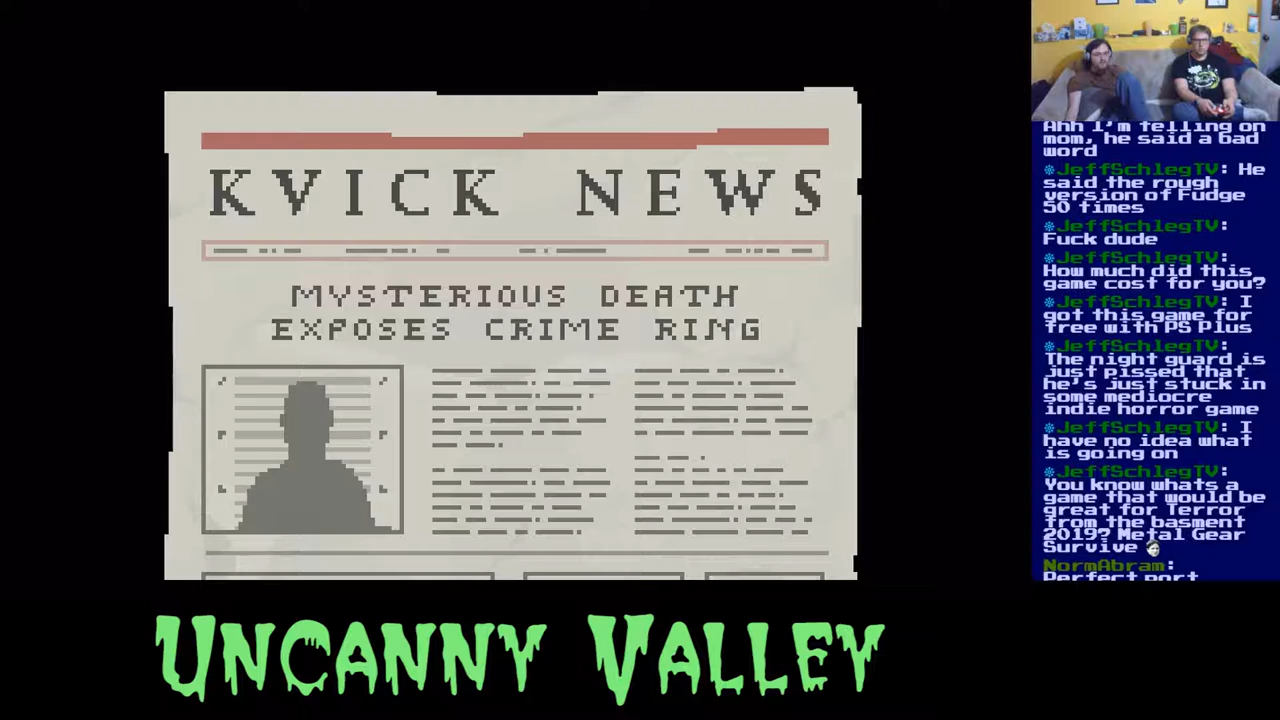 KVICK NEWS
MYSTERIOUS DEATH
EXPOSES CRIME RING
UNCANNY VALLEY
Ahh I'm telling on
mom, he said a bad
word
JeffSchlegTV: He
said the rough
version of Fudge
50 times
JeffSchlegTV:
Fuck dude
JeffSchlegTV:
How much did this
game cost for you?
JeffSchlegTV: I
got this game for
free with PS Plus
JeffSchlegTV:
The night guard is
just pissed that
he's just stuck in
some mediocre
indie horror game
JeffSchlegTV: I
have no idea what
is going on
JeffSchlegTV:
You know whats a
game that would be
great for Terror
from the basment
2019? Metal Gear
Survive
NormAbram:
Perfect port